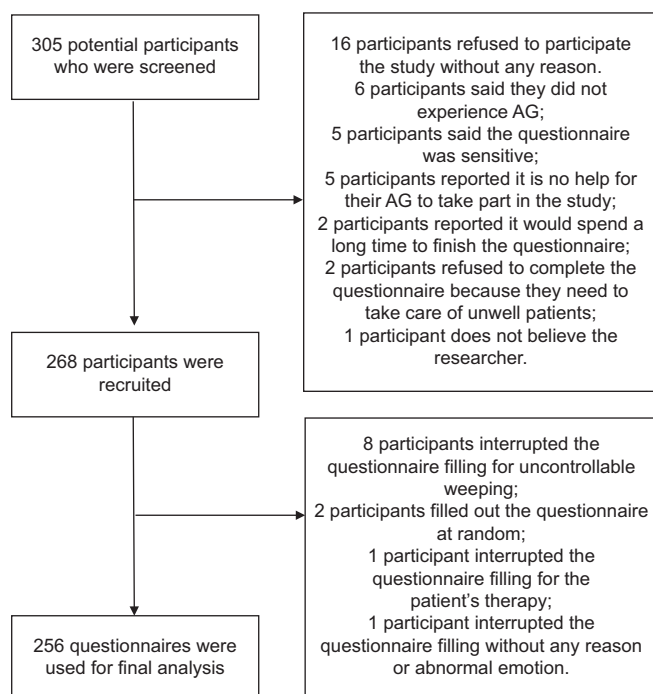 305 potential participants
who were screened
16 participants refused to participate
the study without any reason.
6 participants said they did not
experience AG;
5 participants said the questionnaire
was sensitive;
5 participants reported it is no help for
their AG to take part in the study;
2 participants reported it would spend a
long time to finish the questionnaire;
2 participants refused to complete the
questionnaire because they need to
take care of unwell patients;
1 participant does not believe the
researcher.
268 participants were
recruited
8 participants interrupted the
questionnaire filling for uncontrollable
weeping;
2 participants filled out the questionnaire
at random;
1 participant interrupted the
questionnaire filling for the
patient’s therapy;
1 participant interrupted the
questionnaire filling without any reason
or abnormal emotion.
256 questionnaires were
used for final analysis